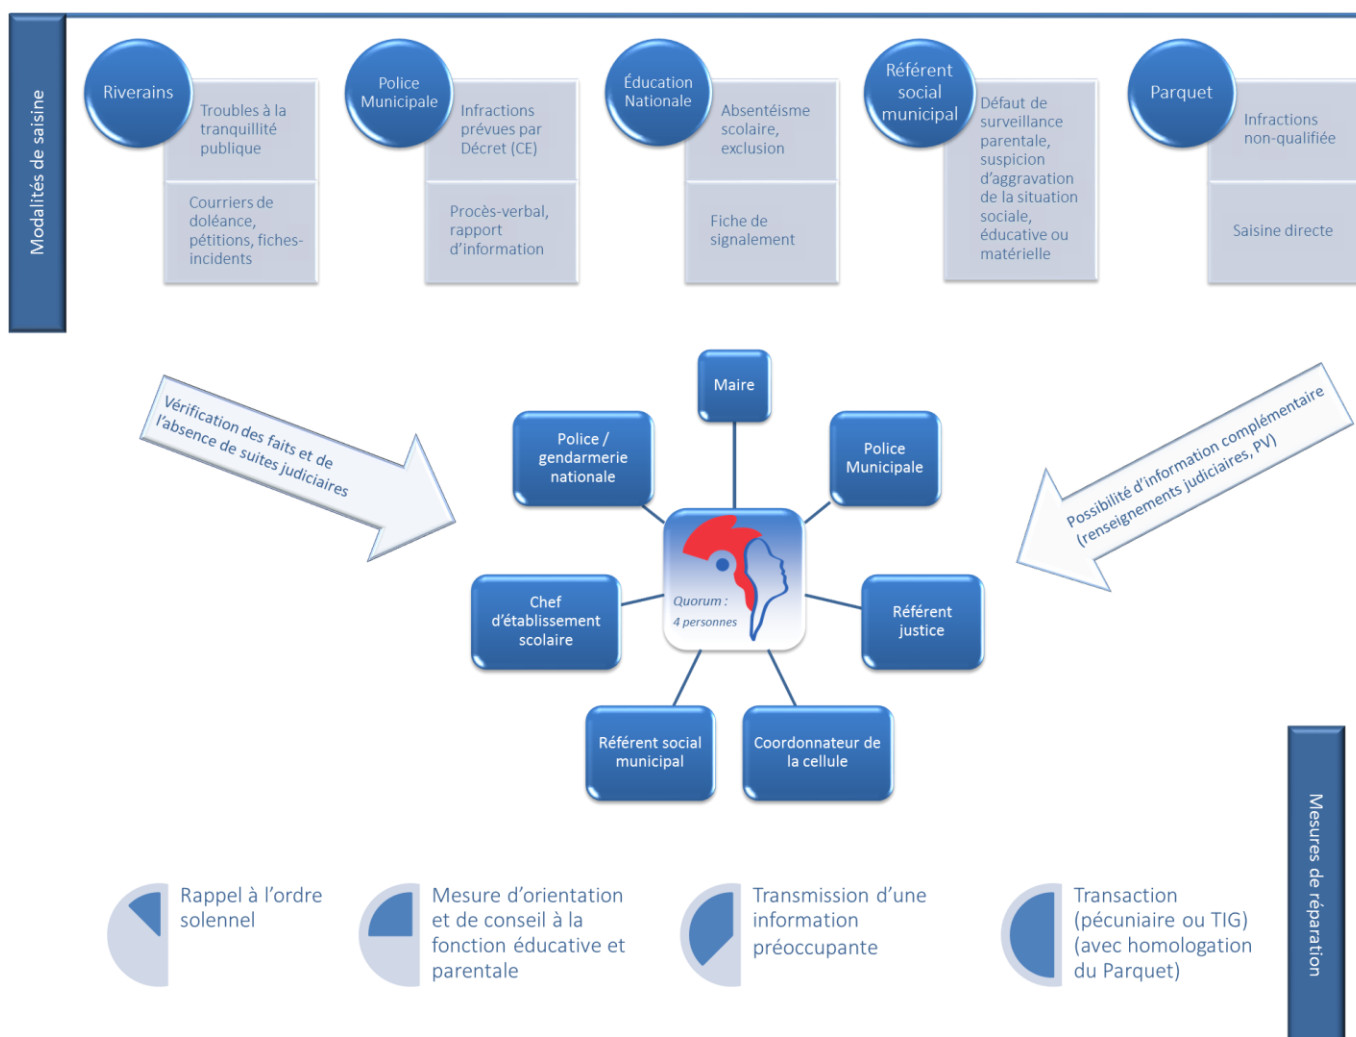 Modalités de saisine
Riverains
Troubles à la
tranquillité
publique
Courriers de
doléance,
pétitions, fiches-
incidents
Police
Municipale
Infractions
prévues par
Décret (CE)
Procès-verbal,
rapport
d'information
Éducation
Nationale
Absentéisme
scolaire,
exclusion
Fiche de
signalement
Référent
social
municipal
Défaut de
surveillance
parentale,
suspicion
d'aggravation
de la situation
sociale,
éducative ou
matérielle
Parquet
Infractions
non-qualifiée
Saisine directe
Vérification des faits et de
l'absence de suites judiciaires
Possibilité d'information complémentaire
(renseignements judiciaires, PV)
Maire
Police /
gendarmerie
nationale
Police
Municipale
Quorum :
4 personnes
Chef
d'établissement
scolaire
Référent
justice
Référent social
municipal
Coordonnateur de
la cellule
Mesures de réparation
Rappel à l'ordre
solennel
Mesure d'orientation
et de conseil à la
fonction éducative et
parentale
Transmission d'une
information
préoccupante
Transaction
(pécuniaire ou TIG)
(avec homologation
du Parquet)